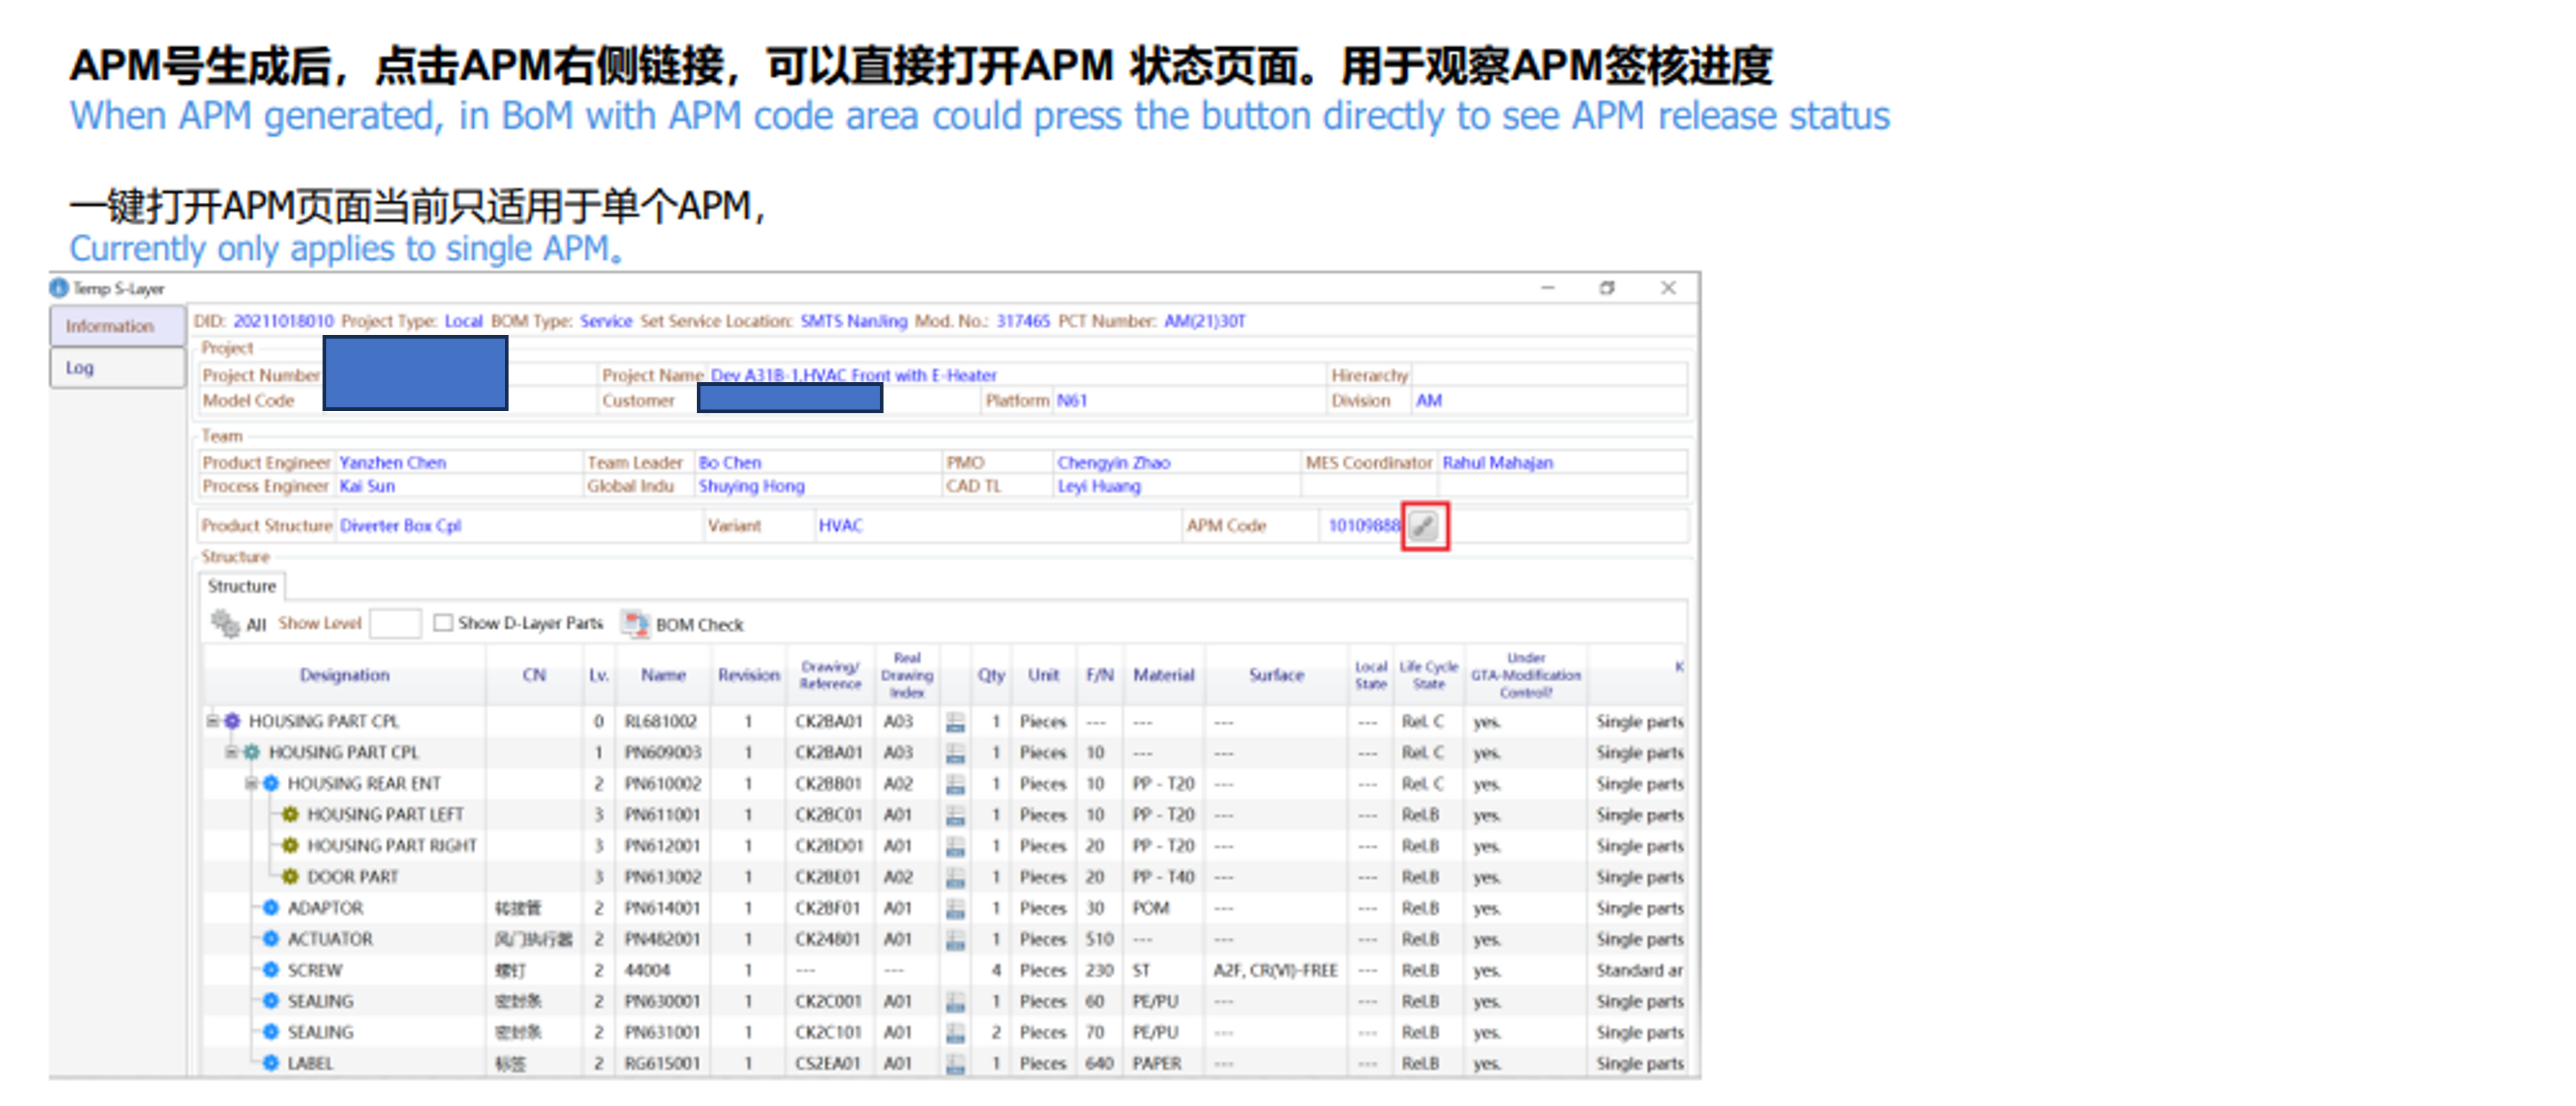 APM号生成后，点击APM右侧链接，可以直接打开APM 状态页面。用于观察APM签核进度
When APM generated, in BoM with APM code area could press the button directly to see APM release status
一键打开APM页面当前只适用于单个APM，
Currently only applies to single APM。
Temp S-Layer
Information
Log
DID: 20211018010 Project Type: Local BOM Type: Service Set Service Location: SMTS NanJing Mod. No.: 317465 PCT Number: AM(21)30T
Project
Project Number Project Name Dev A31B-1,HVAC Front with E-Heater Hirerarchy
Model Code Customer Platform N61 Division AM
Team
Product Engineer Yanzhen Chen Team Leader Bo Chen PMO Chengyin Zhao MES Coordinator Rahul Mahajan
Process Engineer Kai Sun Global Indu Shuying Hong CAD TL Leyi Huang
Product Structure Diverter Box Cpl Variant HVAC APM Code 10109888
Structure
Structure
All Show Level Show D-Layer Parts BOM Check
Designation CN Lv. Name Revision Drawing/ Reference Real Drawing Index Qty Unit F/N Material Surface Local State Life Cycle State Under GTA-Modification Control? K
HOUSING PART CPL 0 RL681002 1 CK2BA01 A03 1 Pieces --- --- --- --- Rel. C yes. Single parts
HOUSING PART CPL 1 PN609003 1 CK2BA01 A03 1 Pieces 10 --- --- --- Rel. C yes. Single parts
HOUSING REAR ENT 2 PN610002 1 CK2BB01 A02 1 Pieces 10 PP - T20 --- --- Rel. C yes. Single parts
HOUSING PART LEFT 3 PN611001 1 CK2BC01 A01 1 Pieces 10 PP - T20 --- --- Rel.B yes. Single parts
HOUSING PART RIGHT 3 PN612001 1 CK2BD01 A01 1 Pieces 20 PP - T20 --- --- Rel.B yes. Single parts
DOOR PART 3 PN613002 1 CK2BE01 A02 1 Pieces 20 PP - T40 --- --- Rel.B yes. Single parts
ADAPTOR 转接管 2 PN614001 1 CK2BF01 A01 1 Pieces 30 POM --- --- Rel.B yes. Single parts
ACTUATOR 风门执行器 2 PN482001 1 CK24801 A01 1 Pieces 510 --- --- --- Rel.B yes. Single parts
SCREW 螺钉 2 44004 1 --- --- 4 Pieces 230 ST A2F, CR(VI)-FREE --- Rel.B yes. Standard ar
SEALING 密封条 2 PN630001 1 CK2C001 A01 1 Pieces 60 PE/PU --- --- Rel.B yes. Single parts
SEALING 密封条 2 PN631001 1 CK2C101 A01 2 Pieces 70 PE/PU --- --- Rel.B yes. Single parts
LABEL 标签 2 RG615001 1 CS2EA01 A01 1 Pieces 640 PAPER --- --- Rel.B yes. Single parts